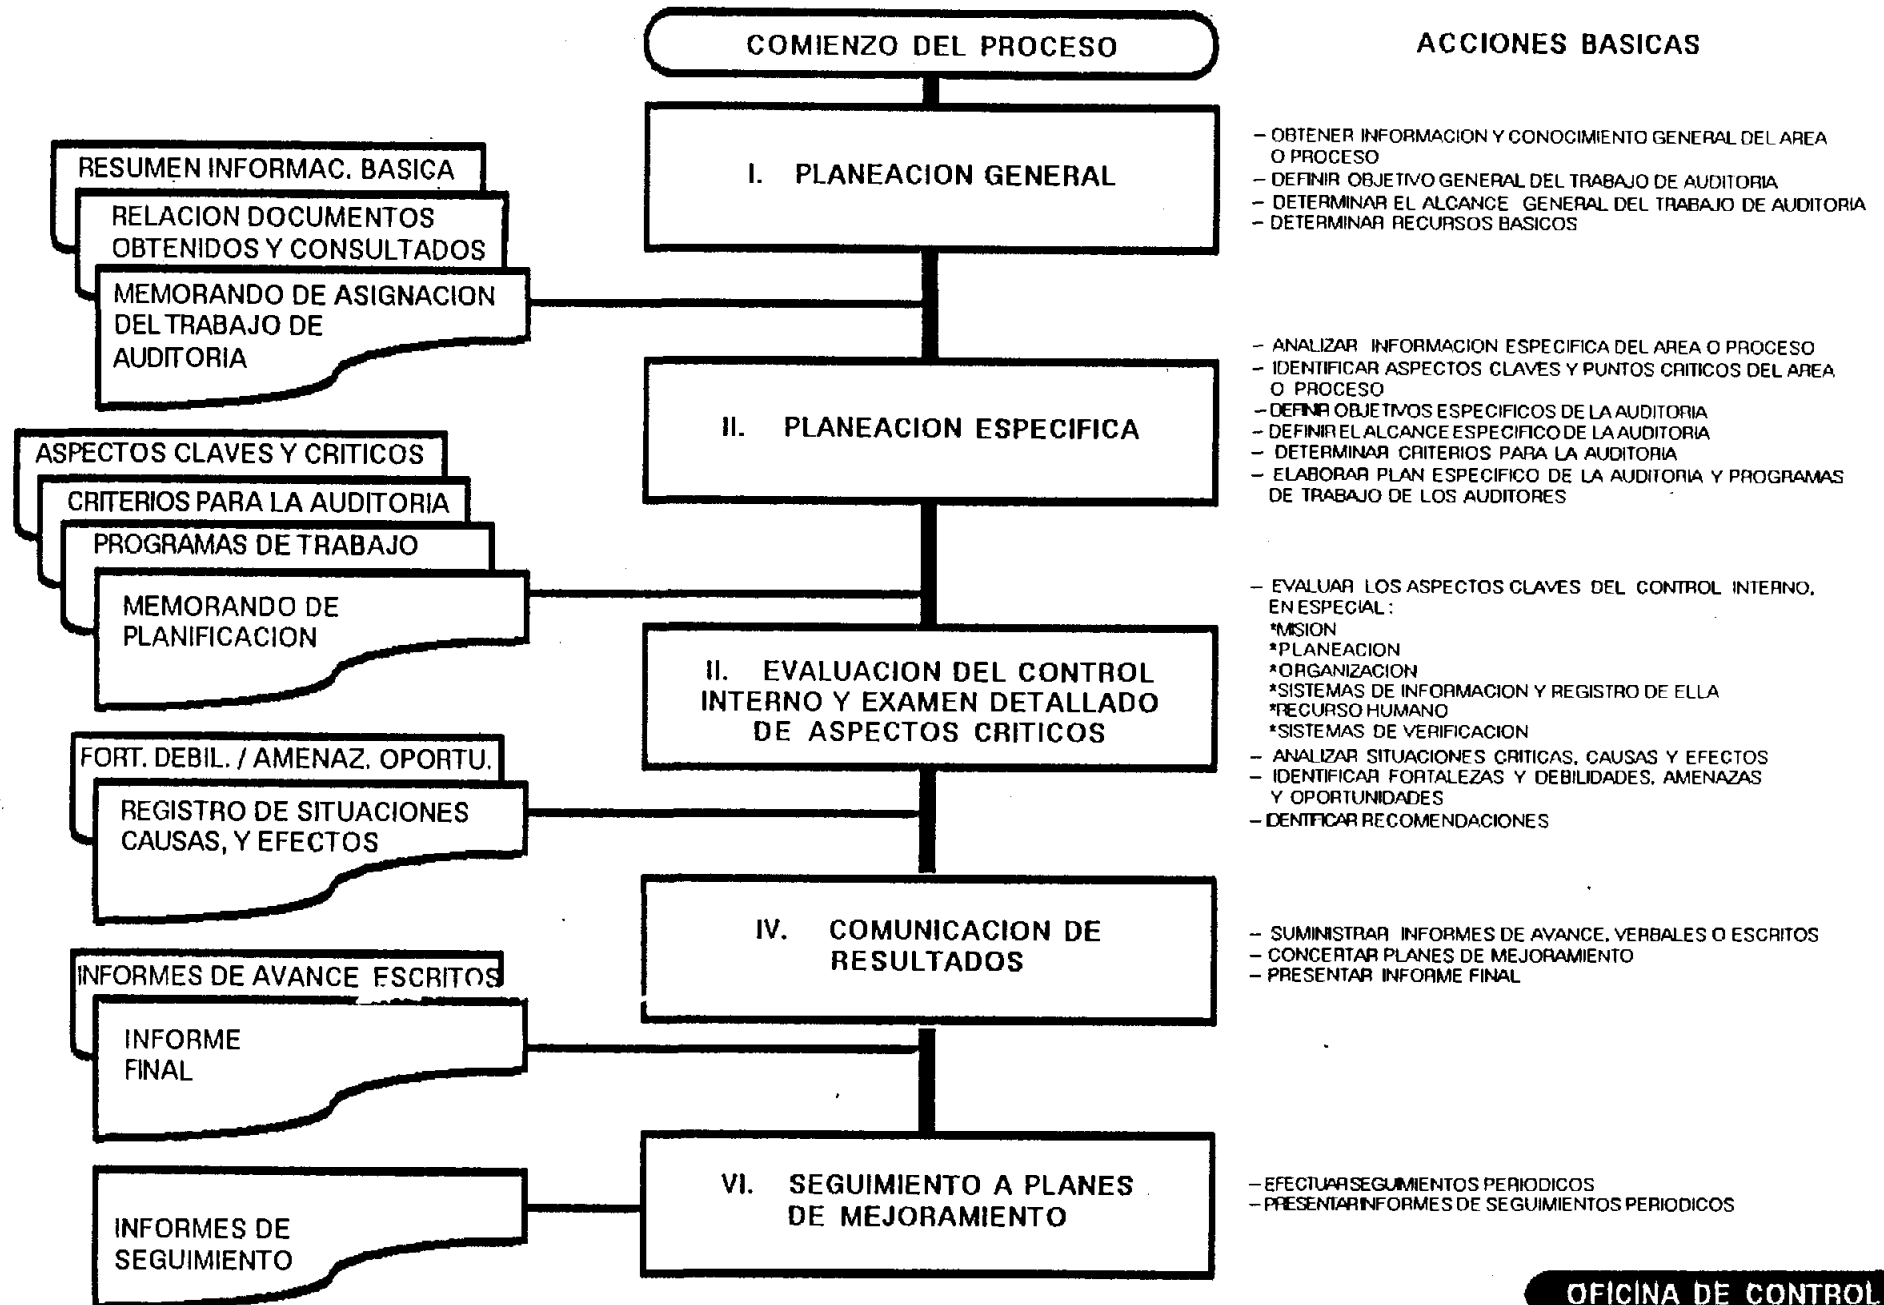 COMIENZO DEL PROCESO
ACCIONES BASICAS
I. PLANEACION GENERAL
– OBTENER INFORMACION Y CONOCIMIENTO GENERAL DEL AREA
O PROCESO
– DEFINIR OBJETIVO GENERAL DEL TRABAJO DE AUDITORIA
– DETERMINAR EL ALCANCE GENERAL DEL TRABAJO DE AUDITORIA
– DETERMINAR RECURSOS BASICOS
RESUMEN INFORMAC. BASICA
RELACION DOCUMENTOS
OBTENIDOS Y CONSULTADOS
MEMORANDO DE ASIGNACION
DEL TRABAJO DE
AUDITORIA
II. PLANEACION ESPECIFICA
– ANALIZAR INFORMACION ESPECIFICA DEL AREA O PROCESO
– IDENTIFICAR ASPECTOS CLAVES Y PUNTOS CRITICOS DEL AREA
O PROCESO
– DEFINIR OBJETIVOS ESPECIFICOS DE LA AUDITORIA
– DEFINIR EL ALCANCE ESPECIFICO DE LA AUDITORIA
– DETERMINAR CRITERIOS PARA LA AUDITORIA
– ELABORAR PLAN ESPECIFICO DE LA AUDITORIA Y PROGRAMAS
DE TRABAJO DE LOS AUDITORES
ASPECTOS CLAVES Y CRITICOS
CRITERIOS PARA LA AUDITORIA
PROGRAMAS DE TRABAJO
MEMORANDO DE
PLANIFICACION
II. EVALUACION DEL CONTROL
INTERNO Y EXAMEN DETALLADO
DE ASPECTOS CRITICOS
– EVALUAR LOS ASPECTOS CLAVES DEL CONTROL INTERNO,
EN ESPECIAL :
*MISION
*PLANEACION
*ORGANIZACION
*SISTEMAS DE INFORMACION Y REGISTRO DE ELLA
*RECURSO HUMANO
*SISTEMAS DE VERIFICACION
– ANALIZAR SITUACIONES CRITICAS, CAUSAS Y EFECTOS
– IDENTIFICAR FORTALEZAS Y DEBILIDADES, AMENAZAS
Y OPORTUNIDADES
– IDENTIFICAR RECOMENDACIONES
FORT. DEBIL. / AMENAZ. OPORTU.
REGISTRO DE SITUACIONES
CAUSAS, Y EFECTOS
IV. COMUNICACION DE
RESULTADOS
– SUMINISTRAR INFORMES DE AVANCE, VERBALES O ESCRITOS
– CONCERTAR PLANES DE MEJORAMIENTO
– PRESENTAR INFORME FINAL
INFORMES DE AVANCE ESCRITOS
INFORME
FINAL
VI. SEGUIMIENTO A PLANES
DE MEJORAMIENTO
– EFECTUAR SEGUIMIENTOS PERIODICOS
– PRESENTAR INFORMES DE SEGUIMIENTOS PERIODICOS
INFORMES DE
SEGUIMIENTO
OFICINA DE CONTROL